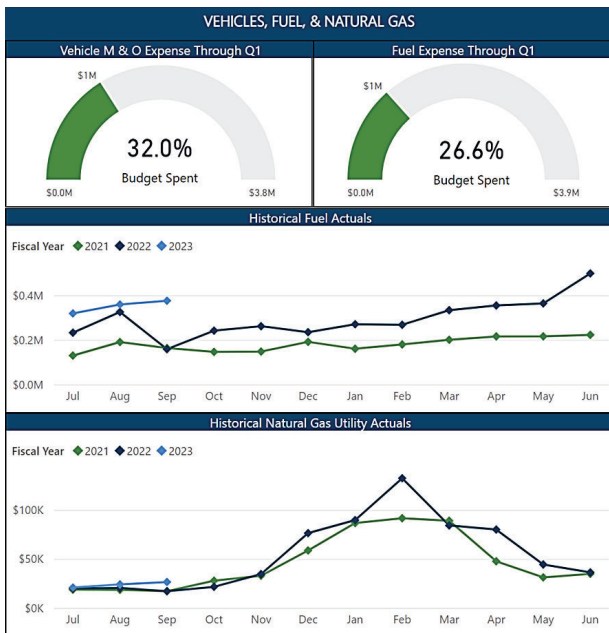 VEHICLES, FUEL, & NATURAL GAS
Vehicle M & O Expense Through Q1
$1M
32.0%
Budget Spent
$0.0M $3.8M
Fuel Expense Through Q1
$1M
26.6%
Budget Spent
$0.0M $3.9M
Historical Fuel Actuals
Fiscal Year 2021 2022 2023
$0.4M
$0.2M
$0.0M
Jul Aug Sep Oct Nov Dec Jan Feb Mar Apr May Jun
Historical Natural Gas Utility Actuals
Fiscal Year 2021 2022 2023
$100K
$50K
$0K
Jul Aug Sep Oct Nov Dec Jan Feb Mar Apr May Jun